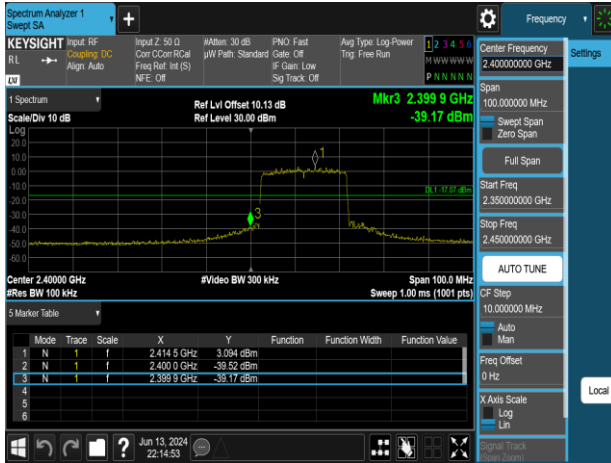 Spectrum Analyzer 1
Swept SA
+
Frequency
KEYSIGHT Input: RF
RL
Coupling: DC
Align: Auto
LXI
Input Z: 50 Ω
Corr CCorr RCal
Freq Ref: Int (S)
NFE: Off
#Atten: 30 dB
µW Path: Standard
PNO: Fast
Gate: Off
IF Gain: Low
Sig Track: Off
Avg Type: Log-Power
Trig: Free Run
1 2 3 4 5 6
M W W W W W
P N N N N N
Center Frequency
2.400000000 GHz
Settings
Span
100.000000 MHz
Swept Span
Zero Span
Full Span
Start Freq
2.350000000 GHz
Stop Freq
2.450000000 GHz
AUTO TUNE
CF Step
10.000000 MHz
Auto
Man
Freq Offset
0 Hz
X Axis Scale
Log
Lin
Signal Track
(Span Zoom)
Local
1 Spectrum
Scale/Div 10 dB
Log
Ref Lvl Offset 10.13 dB
Ref Level 30.00 dBm
Mkr3 2.399 9 GHz
-39.17 dBm
20.0
10.0
0.00
-10.0
-20.0
-30.0
-40.0
-50.0
-60.0
1
3
DL1 -17.07 dBm
Center 2.40000 GHz
#Res BW 100 kHz
#Video BW 300 kHz
Span 100.0 MHz
Sweep 1.00 ms (1001 pts)
5 Marker Table
Mode Trace Scale X Y Function Function Width Function Value
1 N 1 f 2.414 5 GHz 3.094 dBm
2 N 1 f 2.400 0 GHz -39.52 dBm
3 N 1 f 2.399 9 GHz -39.17 dBm
4
5
6
?
Jun 13, 2024
22:14:53